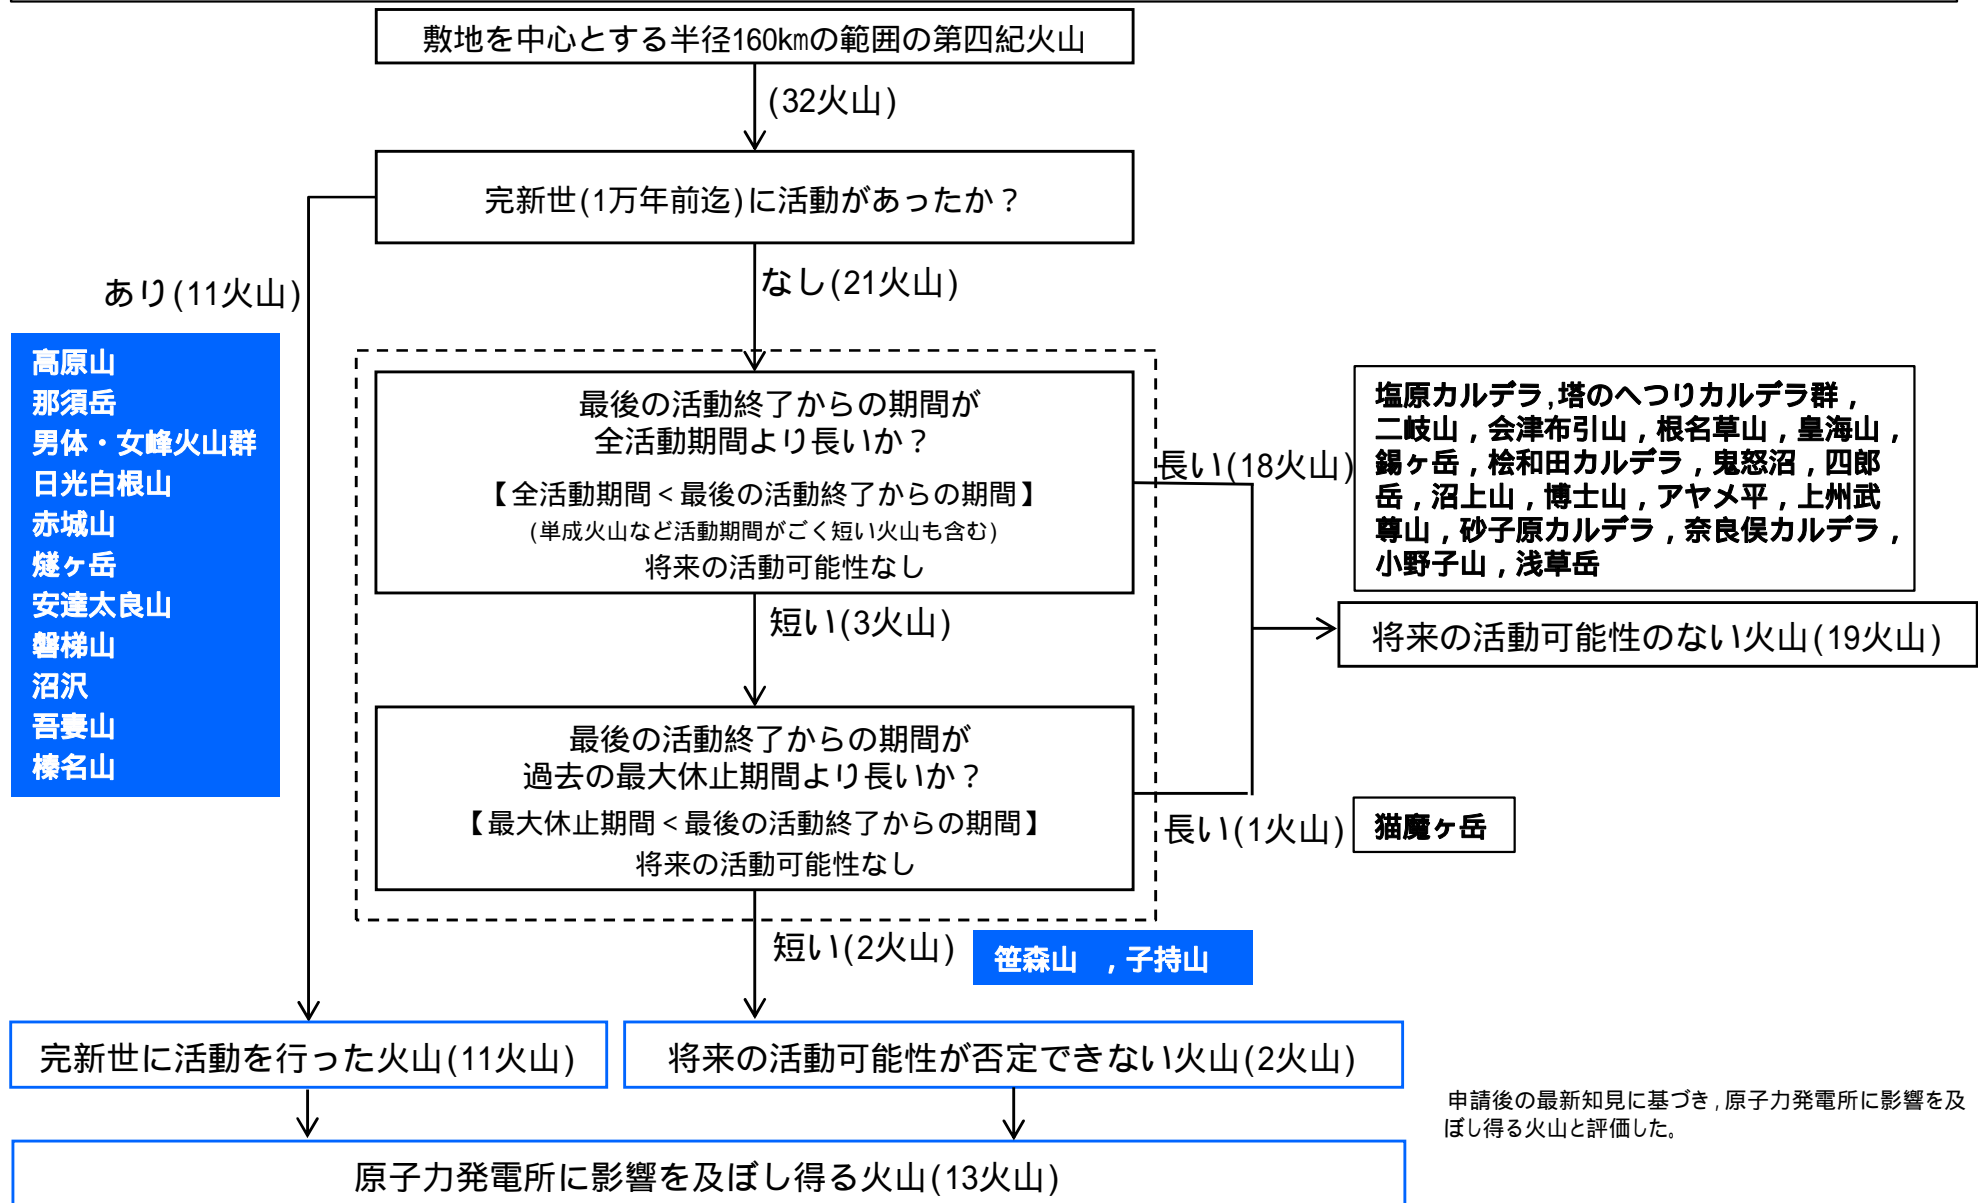 敷地を中心とする半径160kmの範囲の第四紀火山
(32火山)
完新世(1万年前迄)に活動があったか？
あり(11火山)
なし(21火山)
高原山
那須岳
男体・女峰火山群
日光白根山
赤城山
燧ヶ岳
安達太良山
磐梯山
沼沢
吾妻山
榛名山
最後の活動終了からの期間が
全活動期間より長いか？
【全活動期間＜最後の活動終了からの期間】
(単成火山など活動期間がごく短い火山も含む)
将来の活動可能性なし
長い(18火山)
塩原カルデラ,塔のへつりカルデラ群，
二岐山，会津布引山，根名草山，皇海山，
錫ヶ岳，桧和田カルデラ，鬼怒沼，四郎
岳，沼上山，博士山，アヤメ平，上州武
尊山，砂子原カルデラ，奈良俣カルデラ，
小野子山，浅草岳
短い(3火山)
将来の活動可能性のない火山(19火山)
最後の活動終了からの期間が
過去の最大休止期間より長いか？
【最大休止期間＜最後の活動終了からの期間】
将来の活動可能性なし
長い(1火山)
猫魔ヶ岳
短い(2火山)
笹森山　，子持山
完新世に活動を行った火山(11火山)
将来の活動可能性が否定できない火山(2火山)
申請後の最新知見に基づき，原子力発電所に影響を及
ぼし得る火山と評価した。
原子力発電所に影響を及ぼし得る火山(13火山)